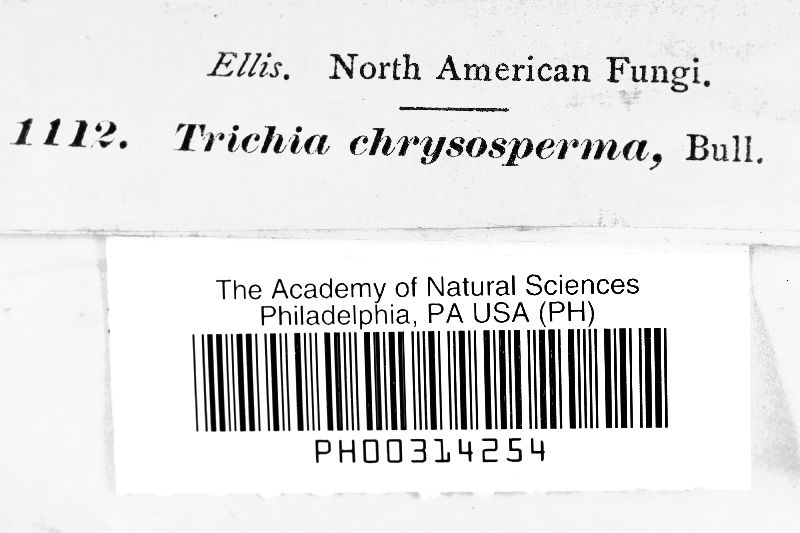 Ellis. North American Fungi.
1112. Trichia chrysosperma, Bull.
The Academy of Natural Sciences
Philadelphia, PA USA (PH)
PH00314254